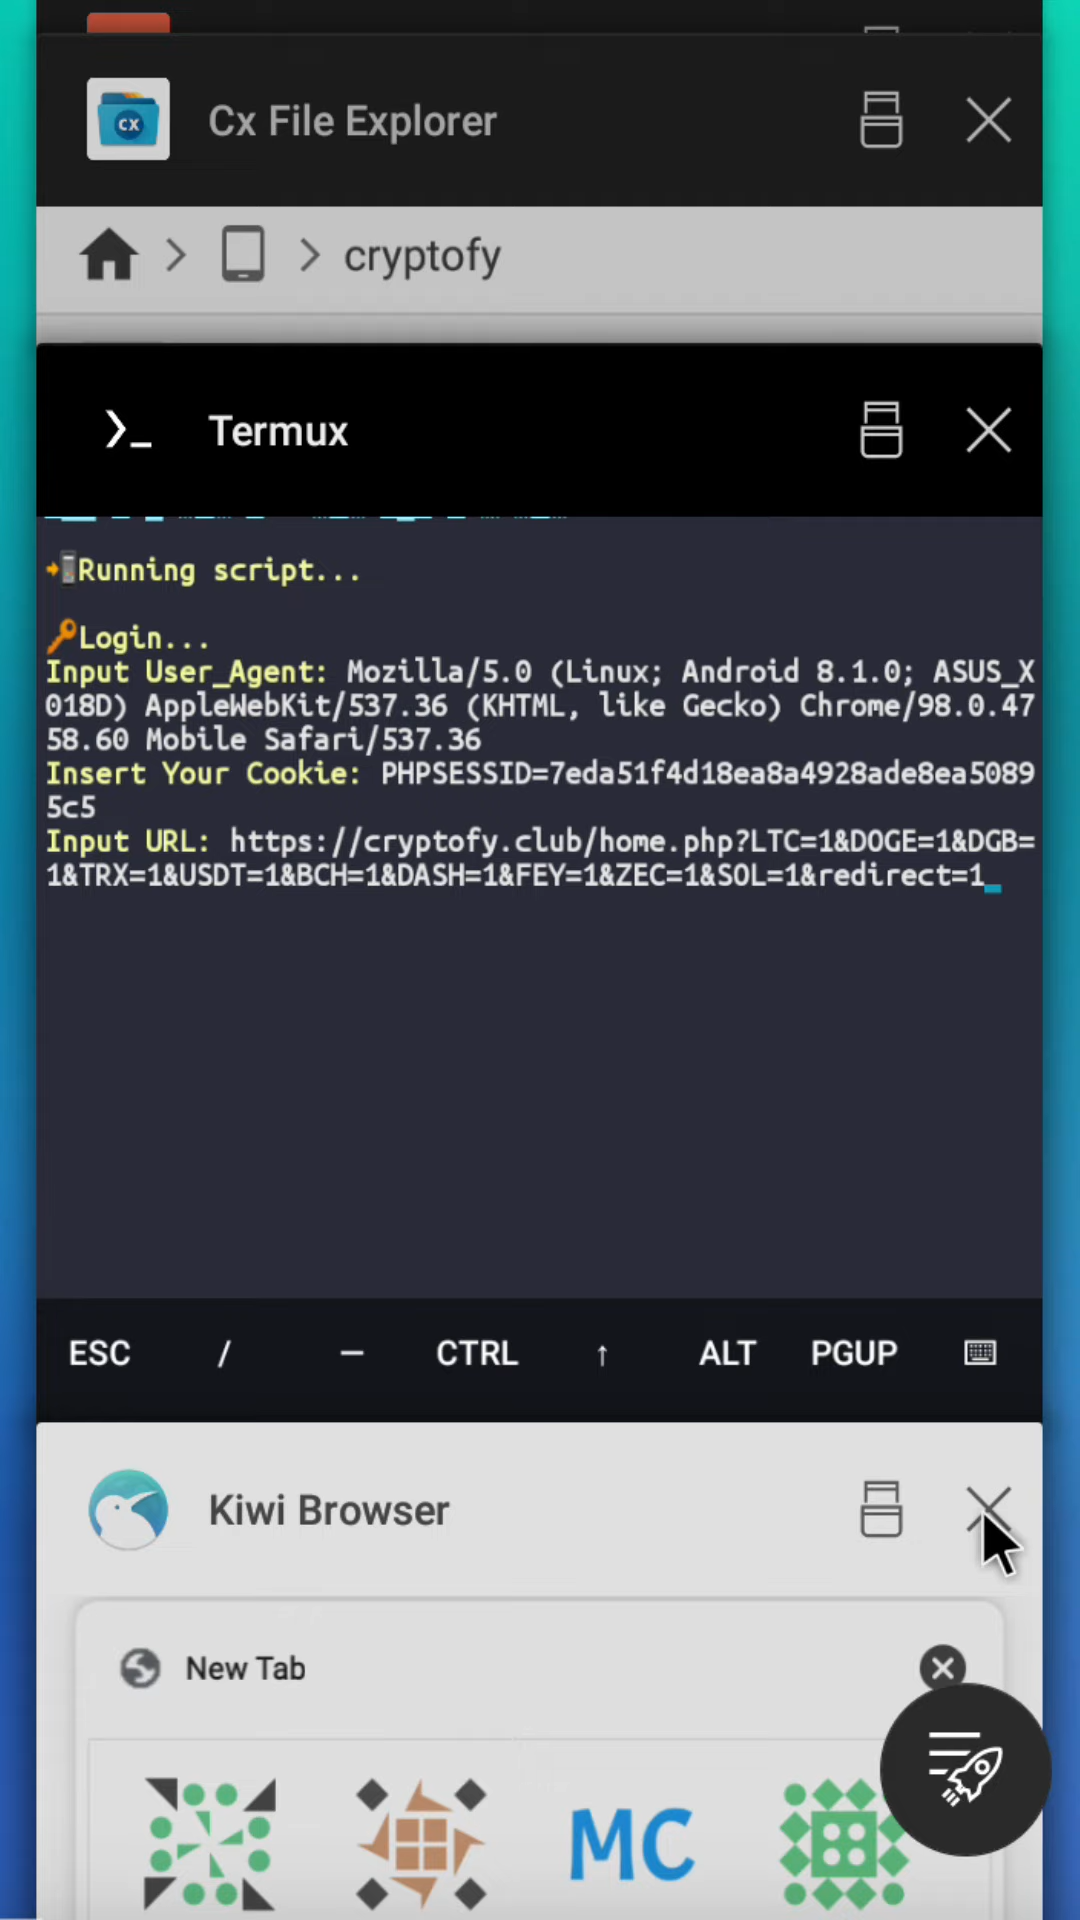 Cx File Explorer
CX
cryptofy
Termux
Running script...
Login...
Input User_Agent: Mozilla/5.0 (Linux; Android 8.1.0; ASUS_X
018D) AppleWebKit/537.36 (KHTML, like Gecko) Chrome/98.0.47
58.60 Mobile Safari/537.36
Insert Your Cookie: PHPSESSID=7eda51f4d18ea8a4928ade8ea5089
5c5
Input URL: https://cryptofy.club/home.php?LTC=1&DOGE=1&DGB=
1&TRX=1&USDT=1&BCH=1&DASH=1&FEY=1&ZEC=1&SOL=1&redirect=1
ESC / — CTRL ↑ ALT PGUP
Kiwi Browser
New Tab
MC